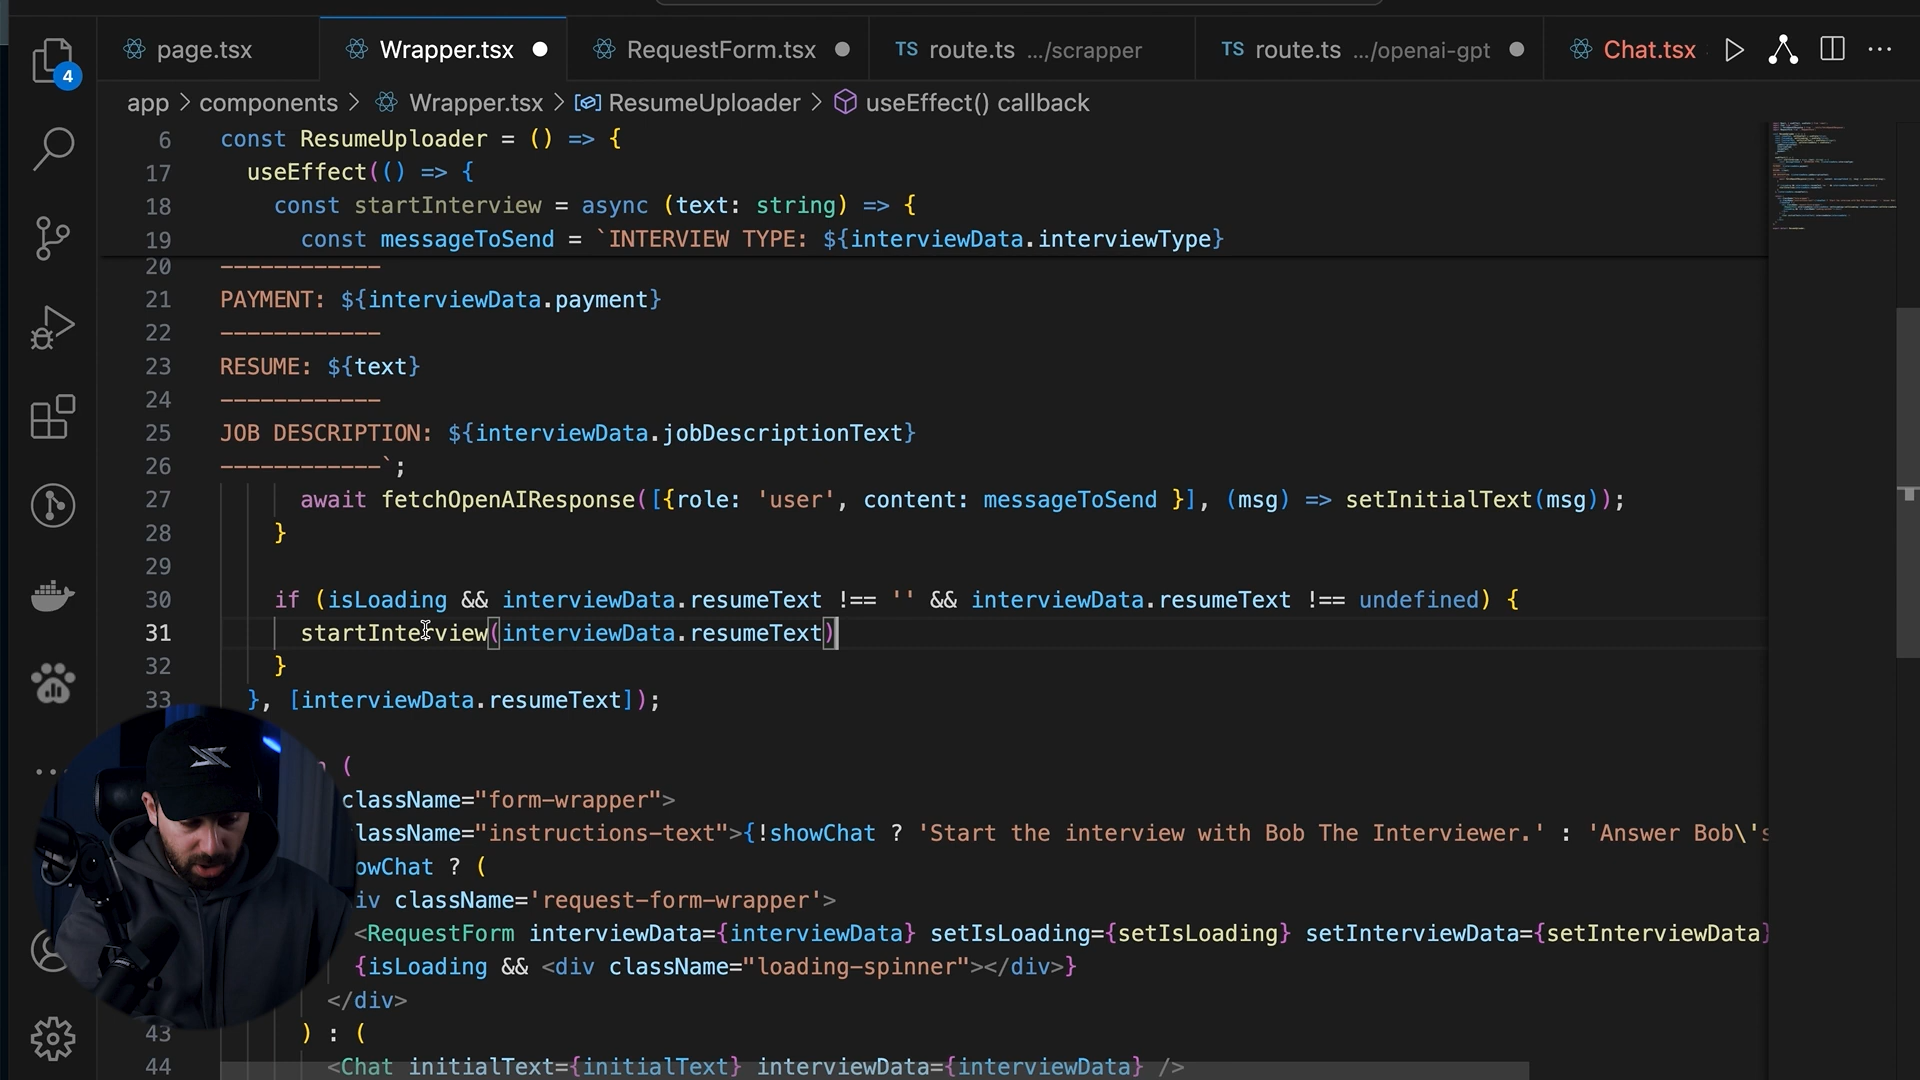 page.tsx Wrapper.tsx RequestForm.tsx TS route.ts .../scrapper TS route.ts .../openai-gpt Chat.tsx
4
app > components > Wrapper.tsx > ResumeUploader > useEffect() callback
6 const ResumeUploader = () => {
17 useEffect(() => {
18 const startInterview = async (text: string) => {
19 const messageToSend = `INTERVIEW TYPE: ${interviewData.interviewType}
20 ------------
21 PAYMENT: ${interviewData.payment}
22 ------------
23 RESUME: ${text}
24 ------------
25 JOB DESCRIPTION: ${interviewData.jobDescriptionText}
26 ------------`;
27 await fetchOpenAIResponse([{role: 'user', content: messageToSend }], (msg) => setInitialText(msg));
28 }
29
30 if (isLoading && interviewData.resumeText !== '' && interviewData.resumeText !== undefined) {
31 startInterview(interviewData.resumeText)
32 }
33 }, [interviewData.resumeText]);
(
className="form-wrapper">
lassName="instructions-text">{!showChat ? 'Start the interview with Bob The Interviewer.' : 'Answer Bob\'s
owChat ? (
iv className='request-form-wrapper'>
<RequestForm interviewData={interviewData} setIsLoading={setIsLoading} setInterviewData={setInterviewData}
{isLoading && <div className="loading-spinner"></div>}
</div>
43 ) : (
44 <Chat initialText={initialText} interviewData={interviewData} />